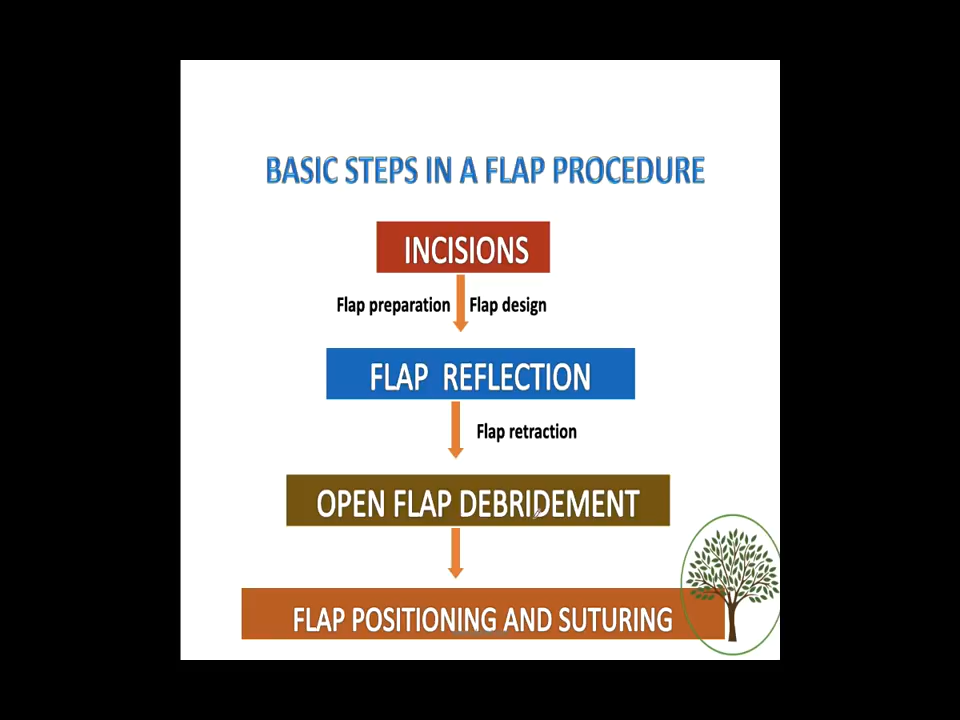 BASIC STEPS IN A FLAP PROCEDURE
INCISIONS
Flap preparation Flap design
FLAP REFLECTION
Flap retraction
OPEN FLAP DEBRIDEMENT
FLAP POSITIONING AND SUTURING